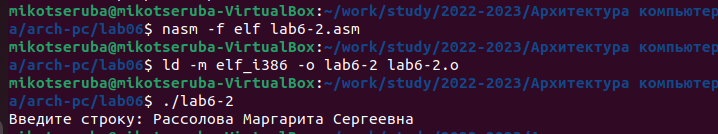 mikotseruba@mikotseruba-VirtualBox:~/work/study/2022-2023/Архитектура компьютер
а/arch-pc/lab06$ nasm -f elf lab6-2.asm
mikotseruba@mikotseruba-VirtualBox:~/work/study/2022-2023/Архитектура компьютер
а/arch-pc/lab06$ ld -m elf_i386 -o lab6-2 lab6-2.o
mikotseruba@mikotseruba-VirtualBox:~/work/study/2022-2023/Архитектура компьютер
а/arch-pc/lab06$ ./lab6-2
Введите строку: Рассолова Маргарита Сергеевна